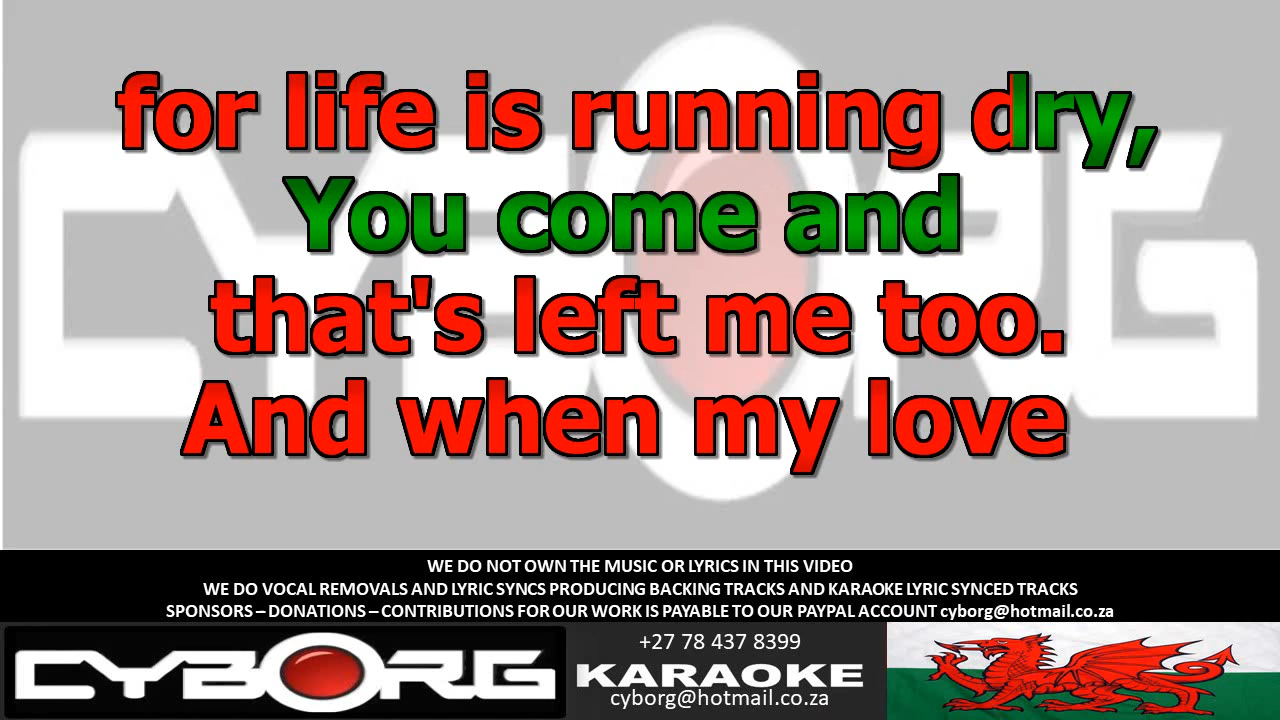 for life is running dry,
You come and
that's left me too.
And when my love
WE DO NOT OWN THE MUSIC OR LYRICS IN THIS VIDEO
WE DO VOCAL REMOVALS AND LYRIC SYNCS PRODUCING BACKING TRACKS AND KARAOKE LYRIC SYNCED TRACKS
SPONSORS – DONATIONS – CONTRIBUTIONS FOR OUR WORK IS PAYABLE TO OUR PAYPAL ACCOUNT cyborg@hotmail.co.za
CYBORG
+27 78 437 8399
KARAOKE
cyborg@hotmail.co.za
CYBORG